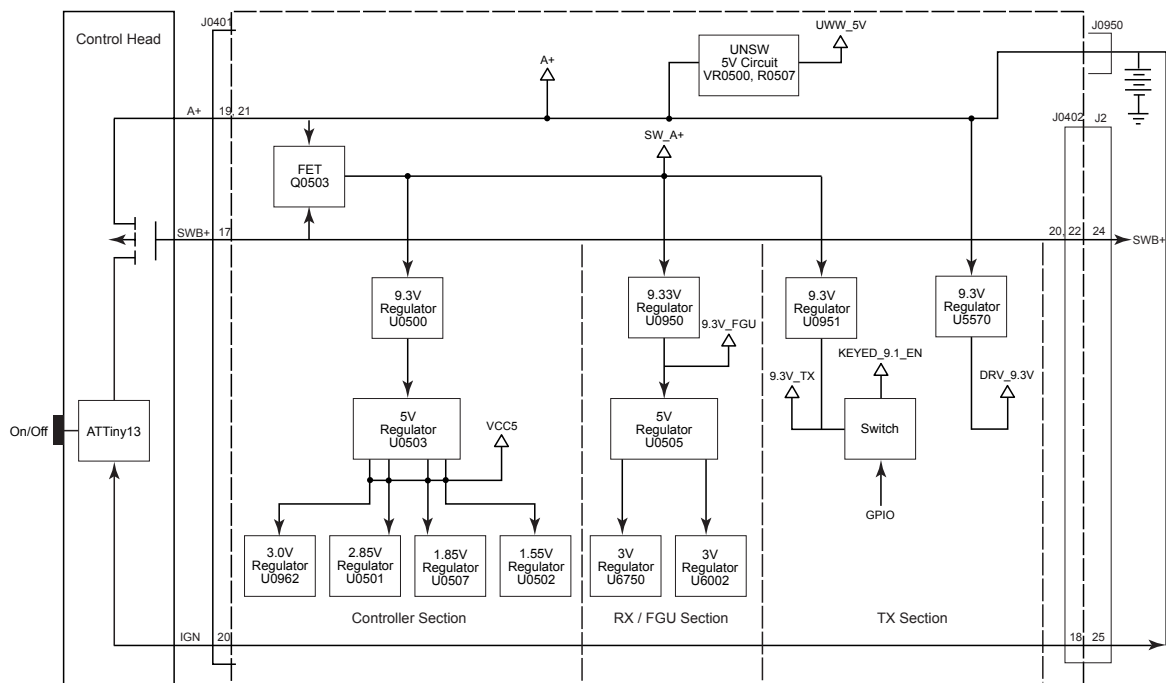 J0401
J0950
Control Head
UNSW
5V Circuit
VR0500, R0507
UWW_5V
A+
A+
19, 21
J0402
J2
SW_A+
FET
Q0503
SWB+
17
20, 22
24
SWB+
9.3V
Regulator
U0500
9.33V
Regulator
U0950
9.3V
Regulator
U0951
9.3V
Regulator
U5570
9.3V_FGU
KEYED_9.1_EN
9.3V_TX
DRV_9.3V
On/Off
ATTiny13
5V
Regulator
U0503
VCC5
5V
Regulator
U0505
Switch
GPIO
3.0V
Regulator
U0962
2.85V
Regulator
U0501
1.85V
Regulator
U0507
1.55V
Regulator
U0502
3V
Regulator
U6750
3V
Regulator
U6002
Controller Section
RX / FGU Section
TX Section
IGN
20
18
25